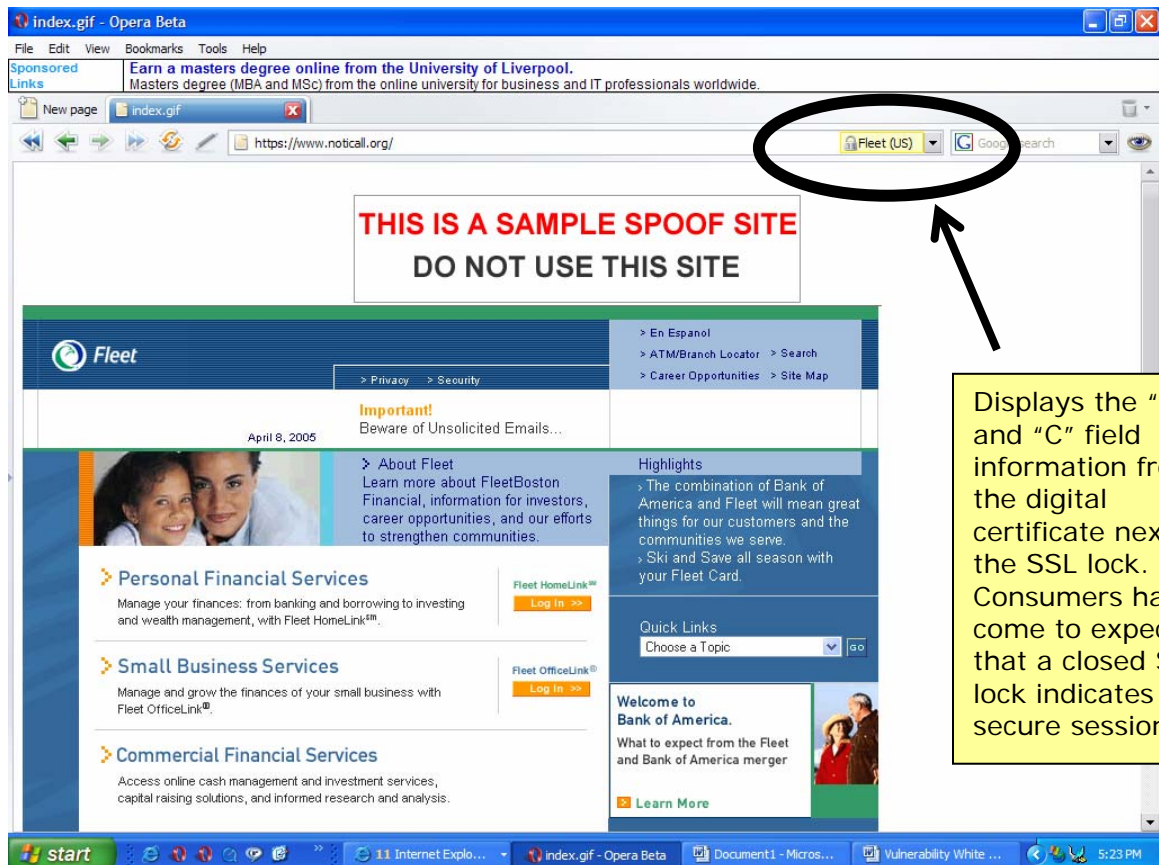 index.gif - Opera Beta
File Edit View Bookmarks Tools Help
Sponsored Links
Earn a masters degree online from the University of Liverpool.
Masters degree (MBA and MSc) from the online university for business and IT professionals worldwide.
New page
index.gif
https://www.noticall.org/
Fleet (US)
Google search
THIS IS A SAMPLE SPOOF SITE
DO NOT USE THIS SITE
Fleet
> En Espanol
> ATM/Branch Locator > Search
> Career Opportunities > Site Map
> Privacy > Security
Important!
Beware of Unsolicited Emails...
April 8, 2005
> About Fleet
Learn more about FleetBoston
Financial, information for investors,
career opportunities, and our efforts
to strengthen communities.
Highlights
› The combination of Bank of
America and Fleet will mean great
things for our customers and the
communities we serve.
› Ski and Save all season with
your Fleet Card.
Personal Financial Services
Manage your finances: from banking and borrowing to investing
and wealth management, with Fleet HomeLink℠.
Fleet HomeLink℠
Log In >>
Quick Links
Choose a Topic
GO
Small Business Services
Manage and grow the finances of your small business with
Fleet OfficeLink®.
Fleet OfficeLink®
Log In >>
Welcome to
Bank of America.
What to expect from the Fleet
and Bank of America merger
Learn More
Commercial Financial Services
Access online cash management and investment services,
capital raising solutions, and informed research and analysis.
Displays the "
and "C" field
information
the digital
certificate
the SSL lock.
Consumers
come to
that a closed
lock indicates
secure session
start
11 Internet Explo...
index.gif - Opera Beta
Document1 - Micros...
Vulnerability White ...
5:23 PM